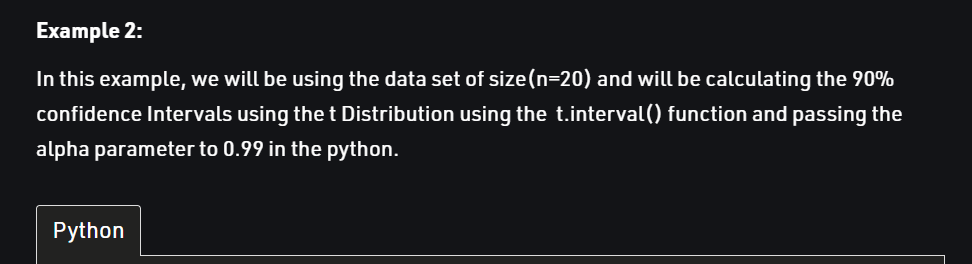 Example 2:
In this example, we will be using the data set of size(n=20) and will be calculating the 90%
confidence Intervals using the t Distribution using the  t.interval() function and passing the
alpha parameter to 0.99 in the python.
Python